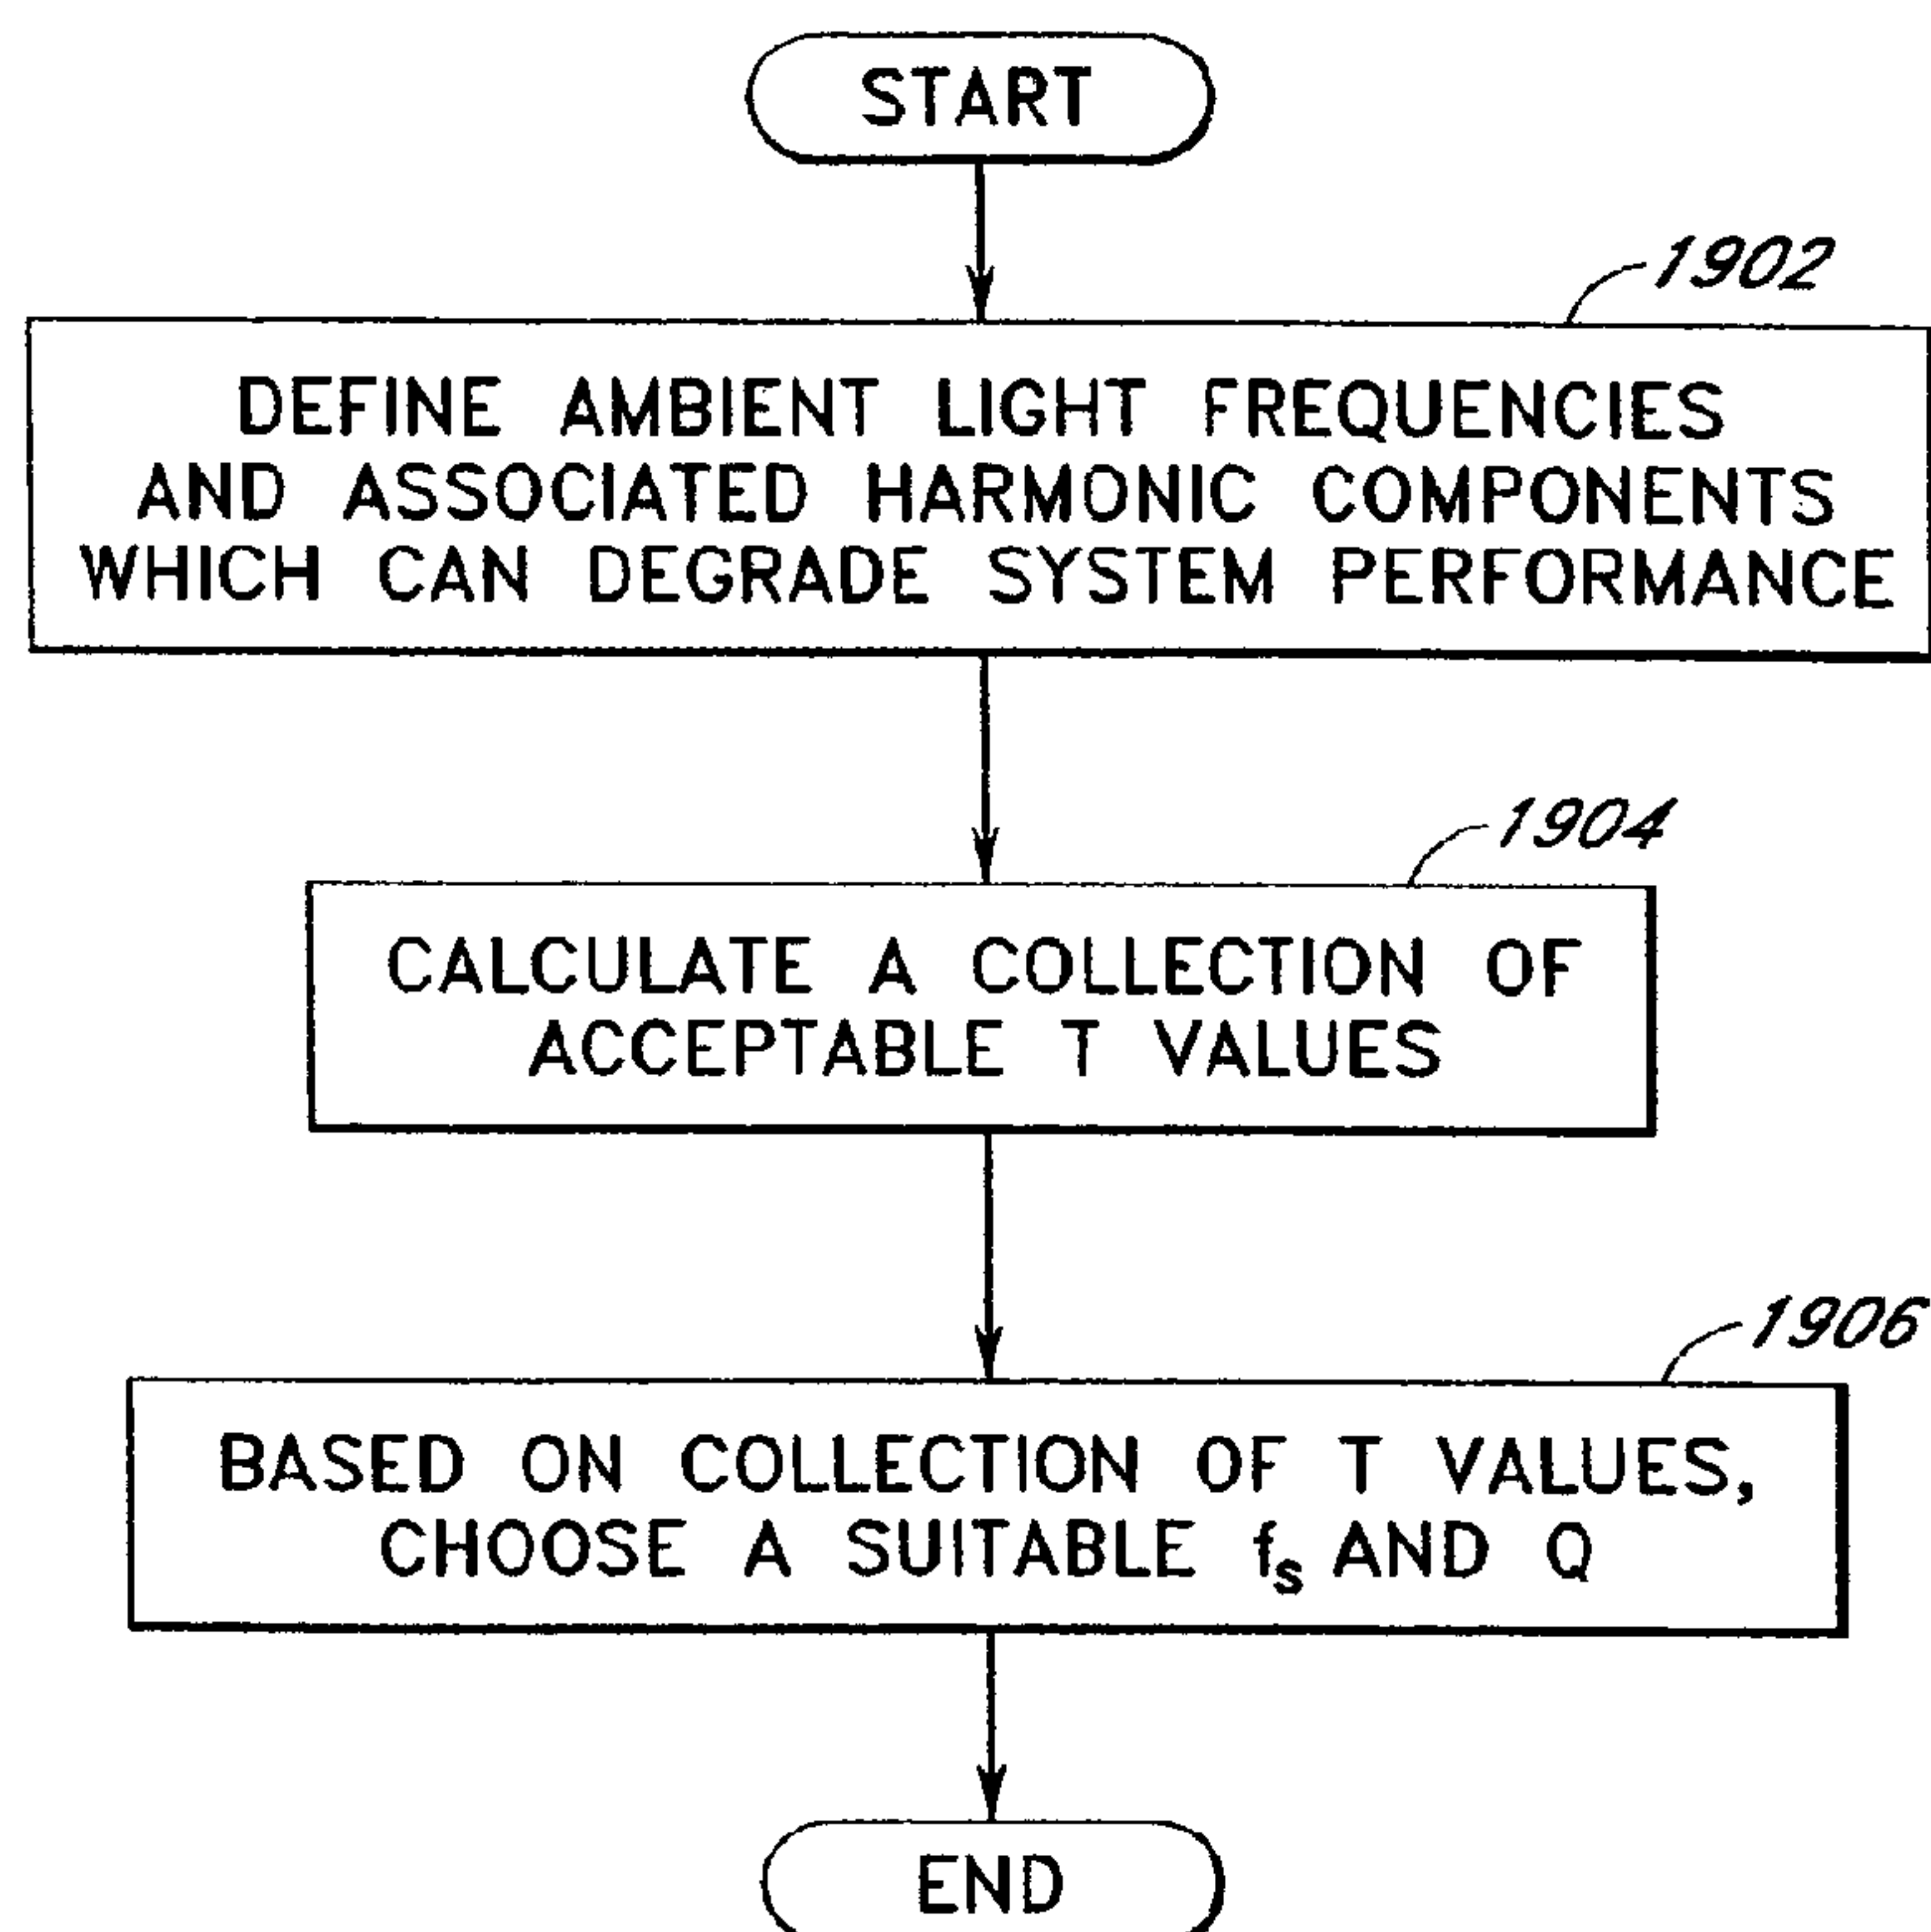 START
1902
DEFINE AMBIENT LIGHT FREQUENCIES
AND ASSOCIATED HARMONIC COMPONENTS
WHICH CAN DEGRADE SYSTEM PERFORMANCE
1904
CALCULATE A COLLECTION OF
ACCEPTABLE T VALUES
1906
BASED ON COLLECTION OF T VALUES,
CHOOSE A SUITABLE fs AND Q
END